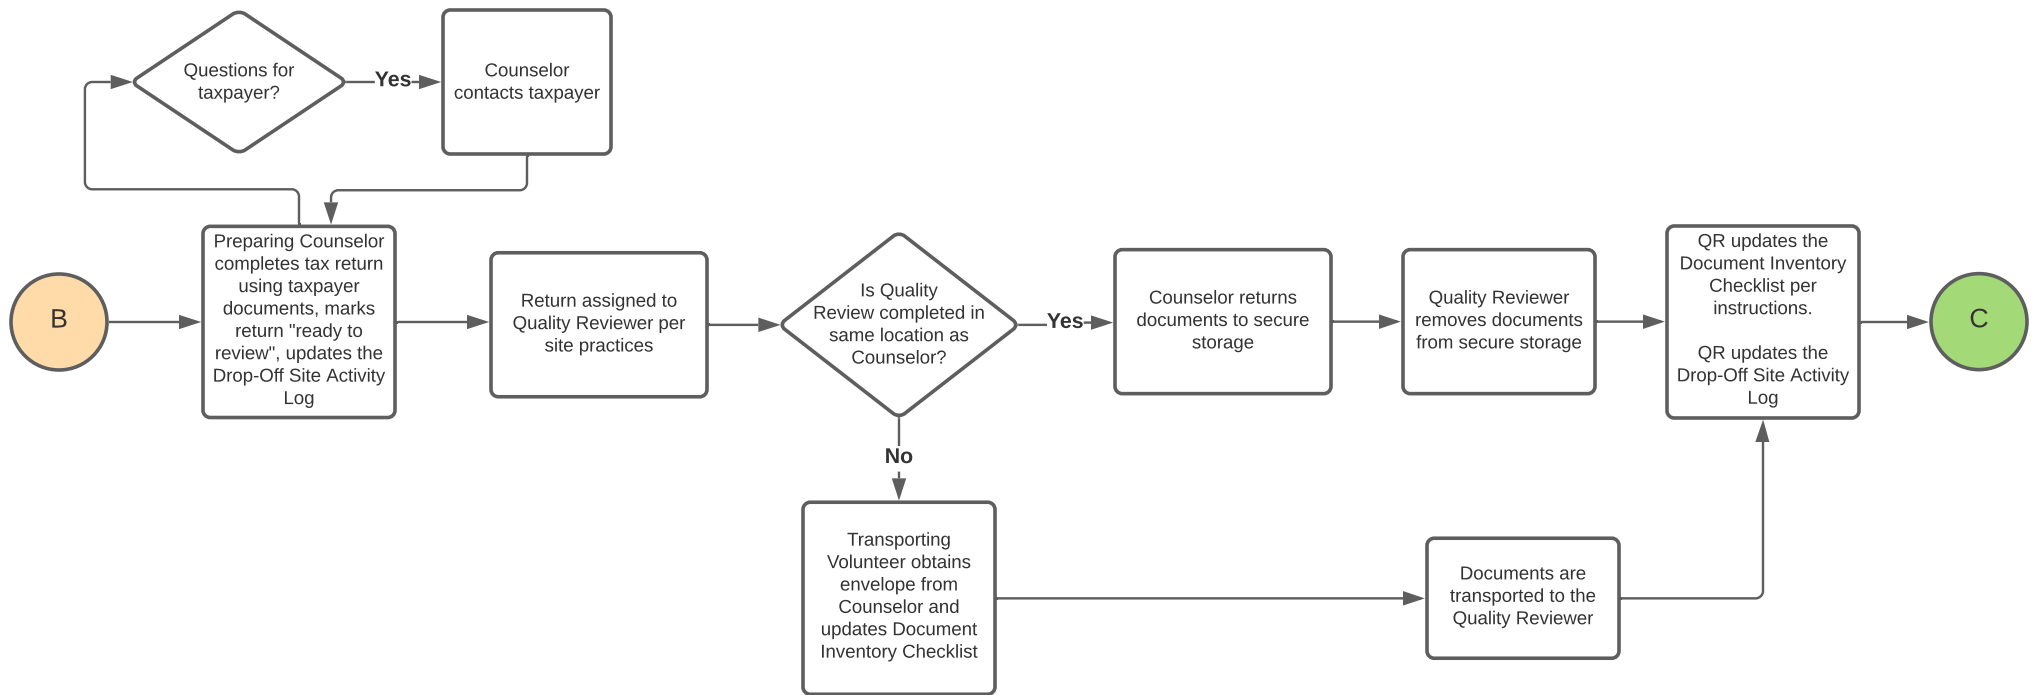 Questions for
taxpayer?
Yes
Counselor
contacts taxpayer
B
Preparing Counselor
completes tax return
using taxpayer
documents, marks
return "ready to
review", updates the
Drop-Off Site Activity
Log
Return assigned to
Quality Reviewer per
site practices
Is Quality
Review completed in
same location as
Counselor?
Yes
Counselor returns
documents to secure
storage
Quality Reviewer
removes documents
from secure storage
QR updates the
Document Inventory
Checklist per
instructions.
QR updates the
Drop-Off Site Activity
Log
C
No
Transporting
Volunteer obtains
envelope from
Counselor and
updates Document
Inventory Checklist
Documents are
transported to the
Quality Reviewer